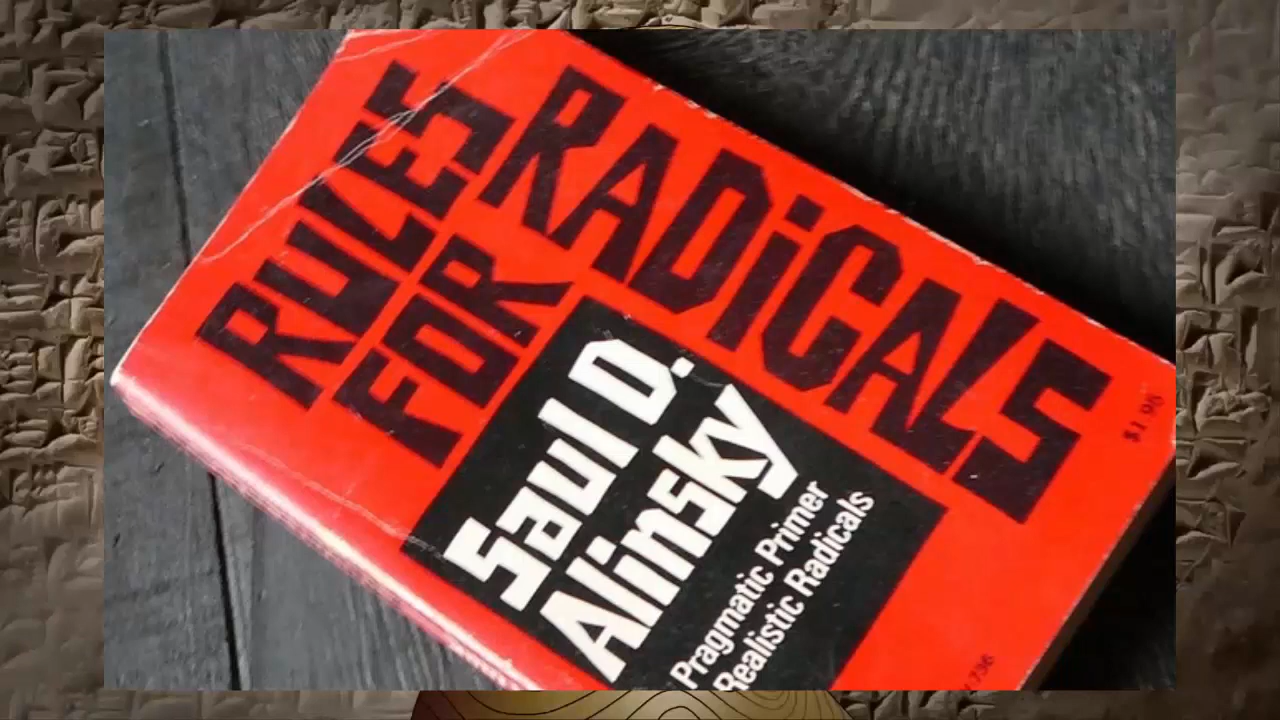 RULES
FOR
RADiCALS
$1.95
Saul D.
Alinsky
Pragmatic Primer
Realistic Radicals